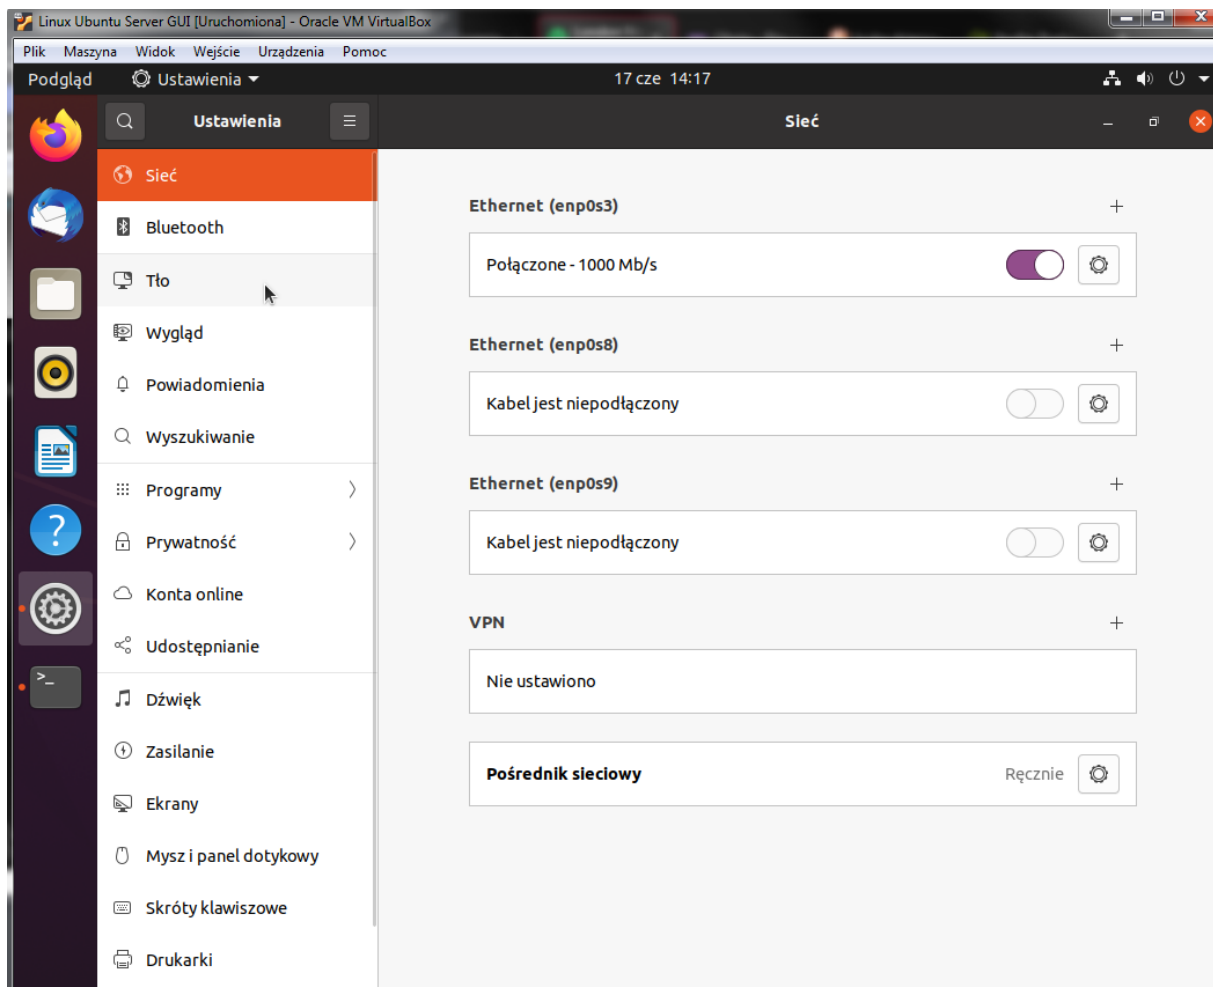 Linux Ubuntu Server GUI [Uruchomiona] - Oracle VM VirtualBox
Plik Maszyna Widok Wejście Urządzenia Pomoc
Podgląd Ustawienia 17 cze 14:17
Ustawienia Sieć
Sieć
Bluetooth
Tło
Wygląd
Powiadomienia
Wyszukiwanie
Programy
Prywatność
Konta online
Udostępnianie
Dźwięk
Zasilanie
Ekrany
Mysz i panel dotykowy
Skróty klawiszowe
Drukarki
Ethernet (enp0s3)
Połączone - 1000 Mb/s
Ethernet (enp0s8)
Kabel jest niepodłączony
Ethernet (enp0s9)
Kabel jest niepodłączony
VPN
Nie ustawiono
Pośrednik sieciowy Ręcznie